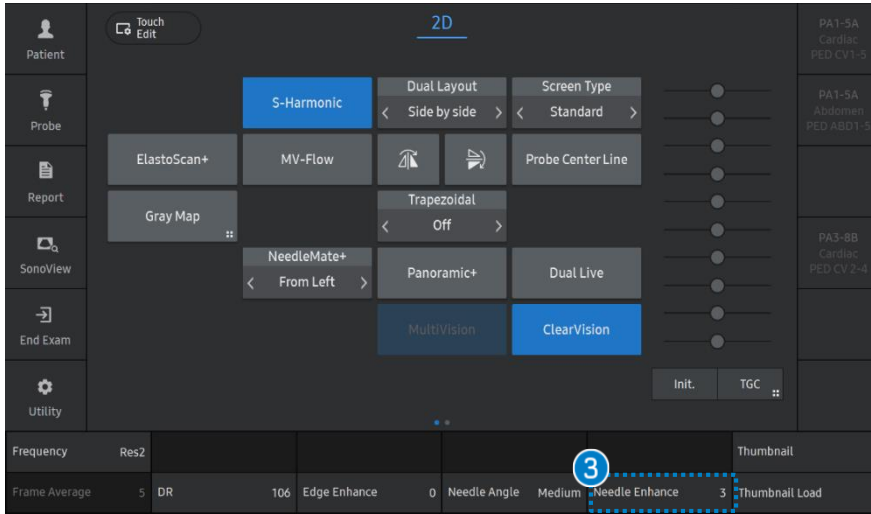 Patient
Probe
Report
SonoView
End Exam
Utility
Touch
Edit
2D
S-Harmonic
Dual Layout
< Side by side >
Screen Type
< Standard >
ElastoScan+
MV-Flow
Probe Center Line
Gray Map
Trapezoidal
< Off >
NeedleMate+
< From Left >
Panoramic+
Dual Live
MultiVision
ClearVision
Init.
TGC
PA1-5A
Cardiac
PED CV1-5
PA1-5A
Abdomen
PED ABD1-5
PA3-8B
Cardiac
PED CV 2-4
Frequency Res2
Thumbnail
3
Frame Average 5
DR 106
Edge Enhance 0
Needle Angle Medium
Needle Enhance 3
Thumbnail Load